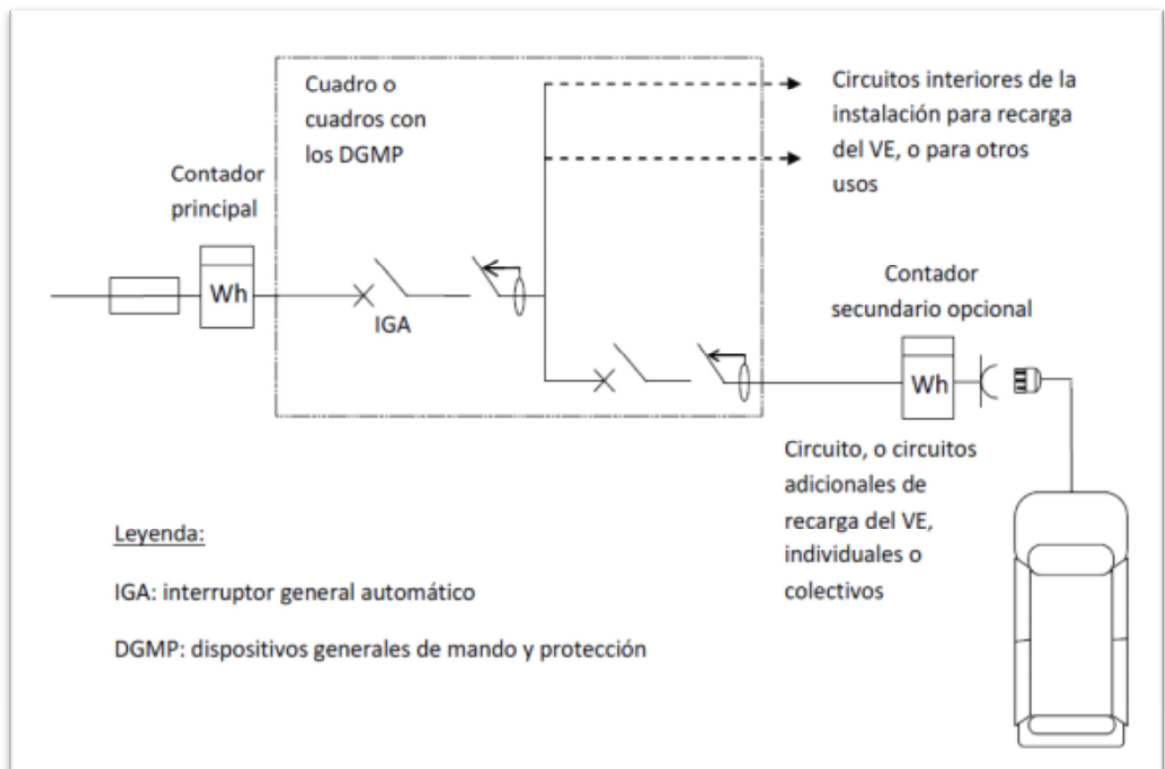 Cuadro o
cuadros con
los DGMP
Circuitos interiores de la
instalación para recarga
del VE, o para otros
usos
Contador
principal
Wh
IGA
Contador
secundario opcional
Wh
Circuito, o circuitos
adicionales de
recarga del VE,
individuales o
colectivos
Leyenda:
IGA: interruptor general automático
DGMP: dispositivos generales de mando y protección